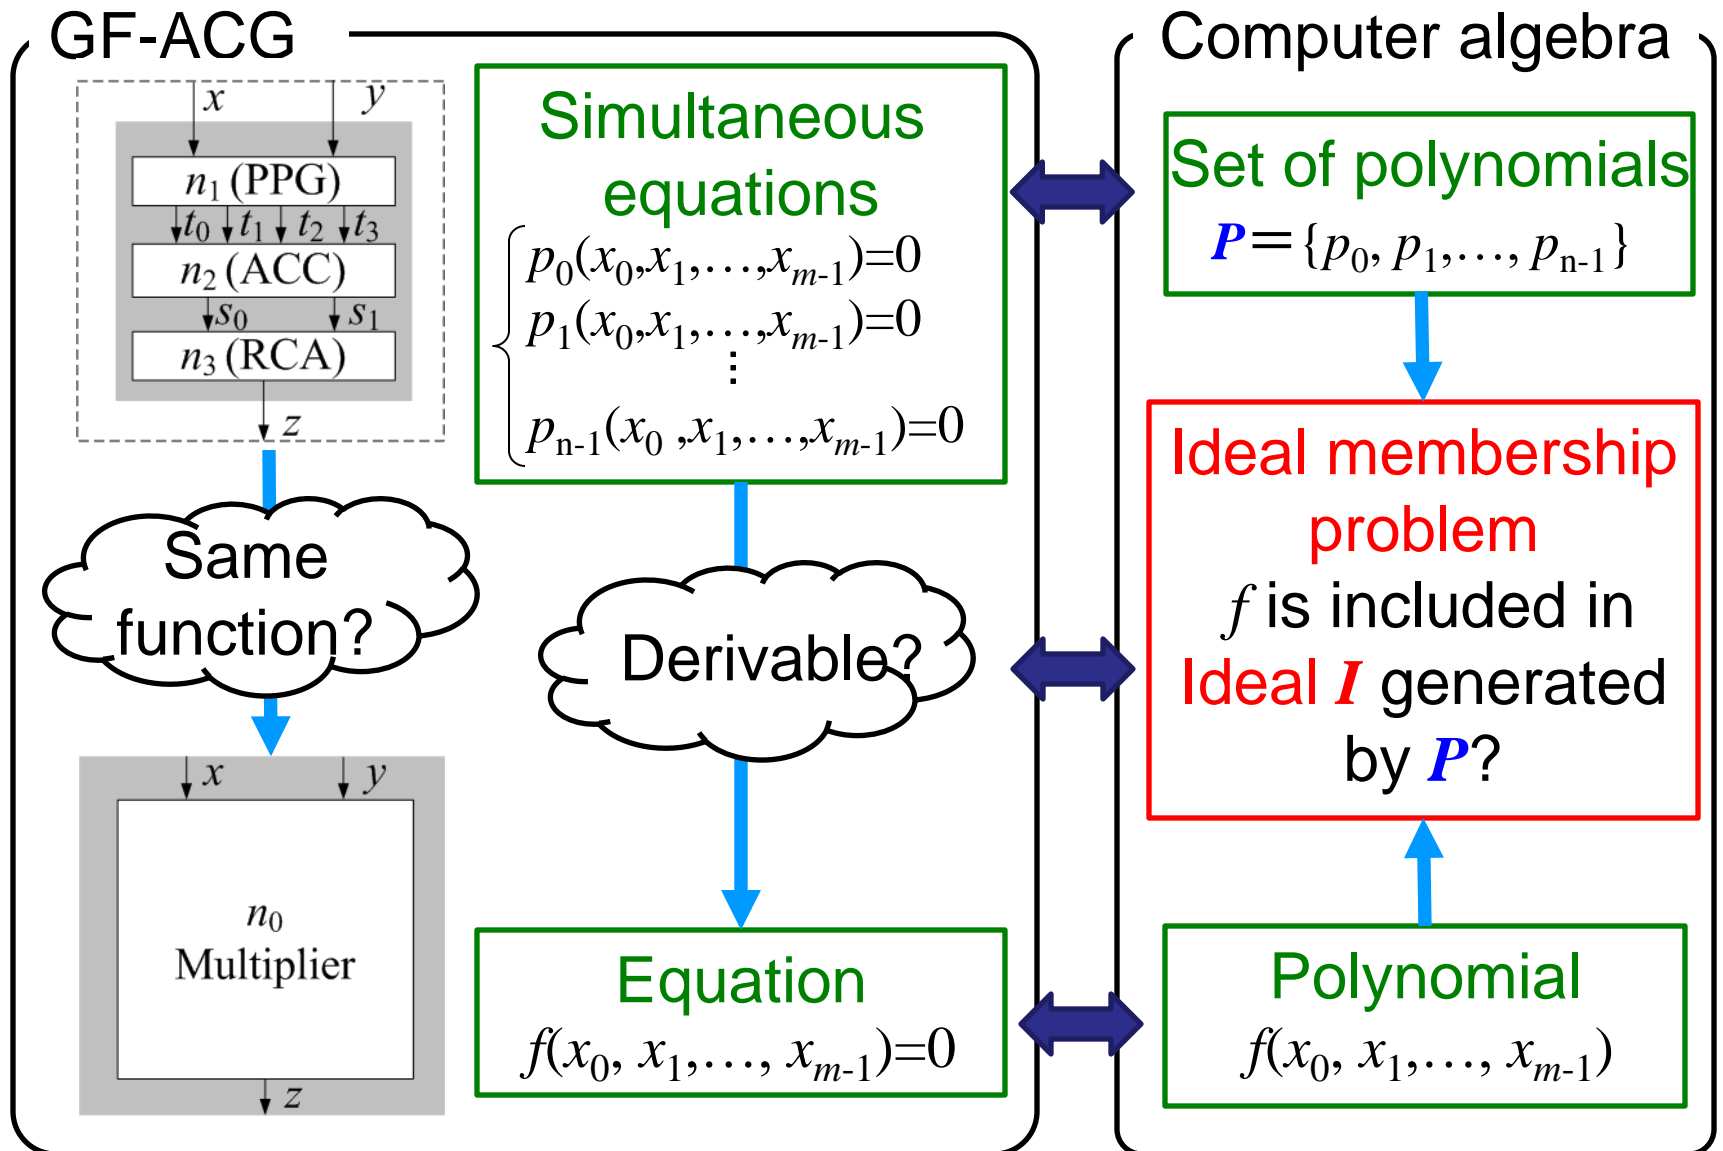 GF-ACG
x y
n₁ (PPG)
t₀ t₁ t₂ t₃
n₂ (ACC)
s₀ s₁
n₃ (RCA)
z
Same
function?
x y
n₀
Multiplier
z
Simultaneous
equations
p₀(x₀,x₁,…,xₘ₋₁)=0
p₁(x₀,x₁,…,xₘ₋₁)=0
⋮
pₙ₋₁(x₀ ,x₁,…,xₘ₋₁)=0
Derivable?
Equation
f(x₀, x₁,…, xₘ₋₁)=0
Computer algebra
Set of polynomials
P={p₀, p₁,…, pₙ₋₁}
Ideal membership
problem
f is included in
Ideal I generated
by P?
Polynomial
f(x₀, x₁,…, xₘ₋₁)